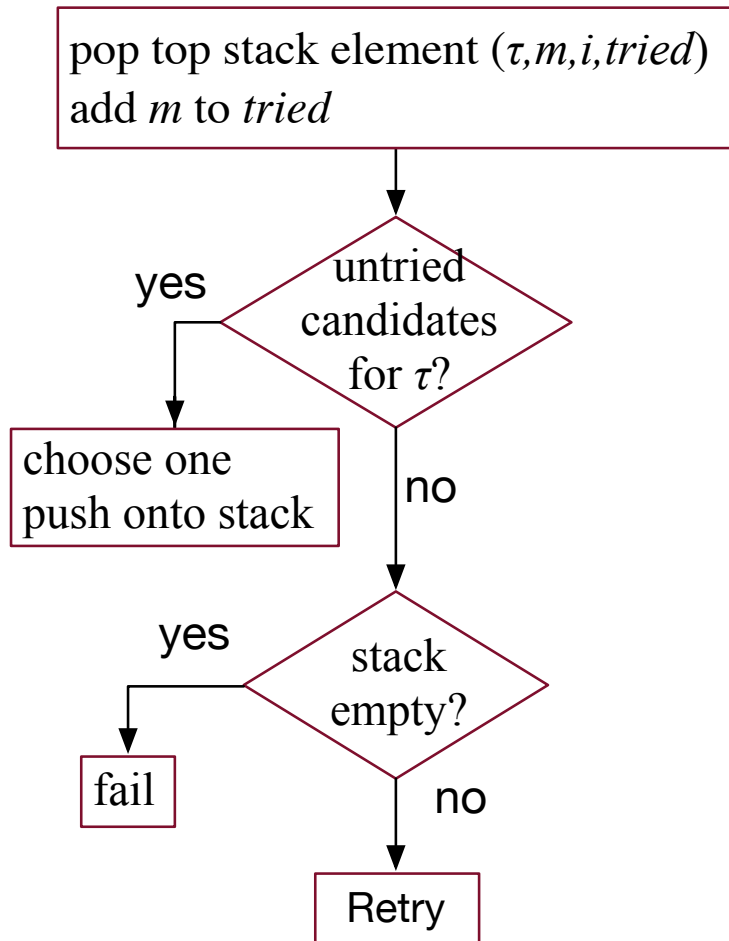 pop top stack element (τ,m,i,tried)
add m to tried
untried
candidates
for τ?
yes
choose one
push onto stack
no
stack
empty?
yes
fail
no
Retry